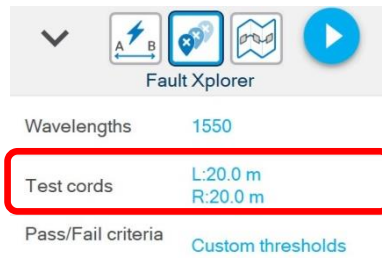 A B
Fault Xplorer
Wavelengths 1550
Test cords L:20.0 m
R:20.0 m
Pass/Fail criteria Custom thresholds